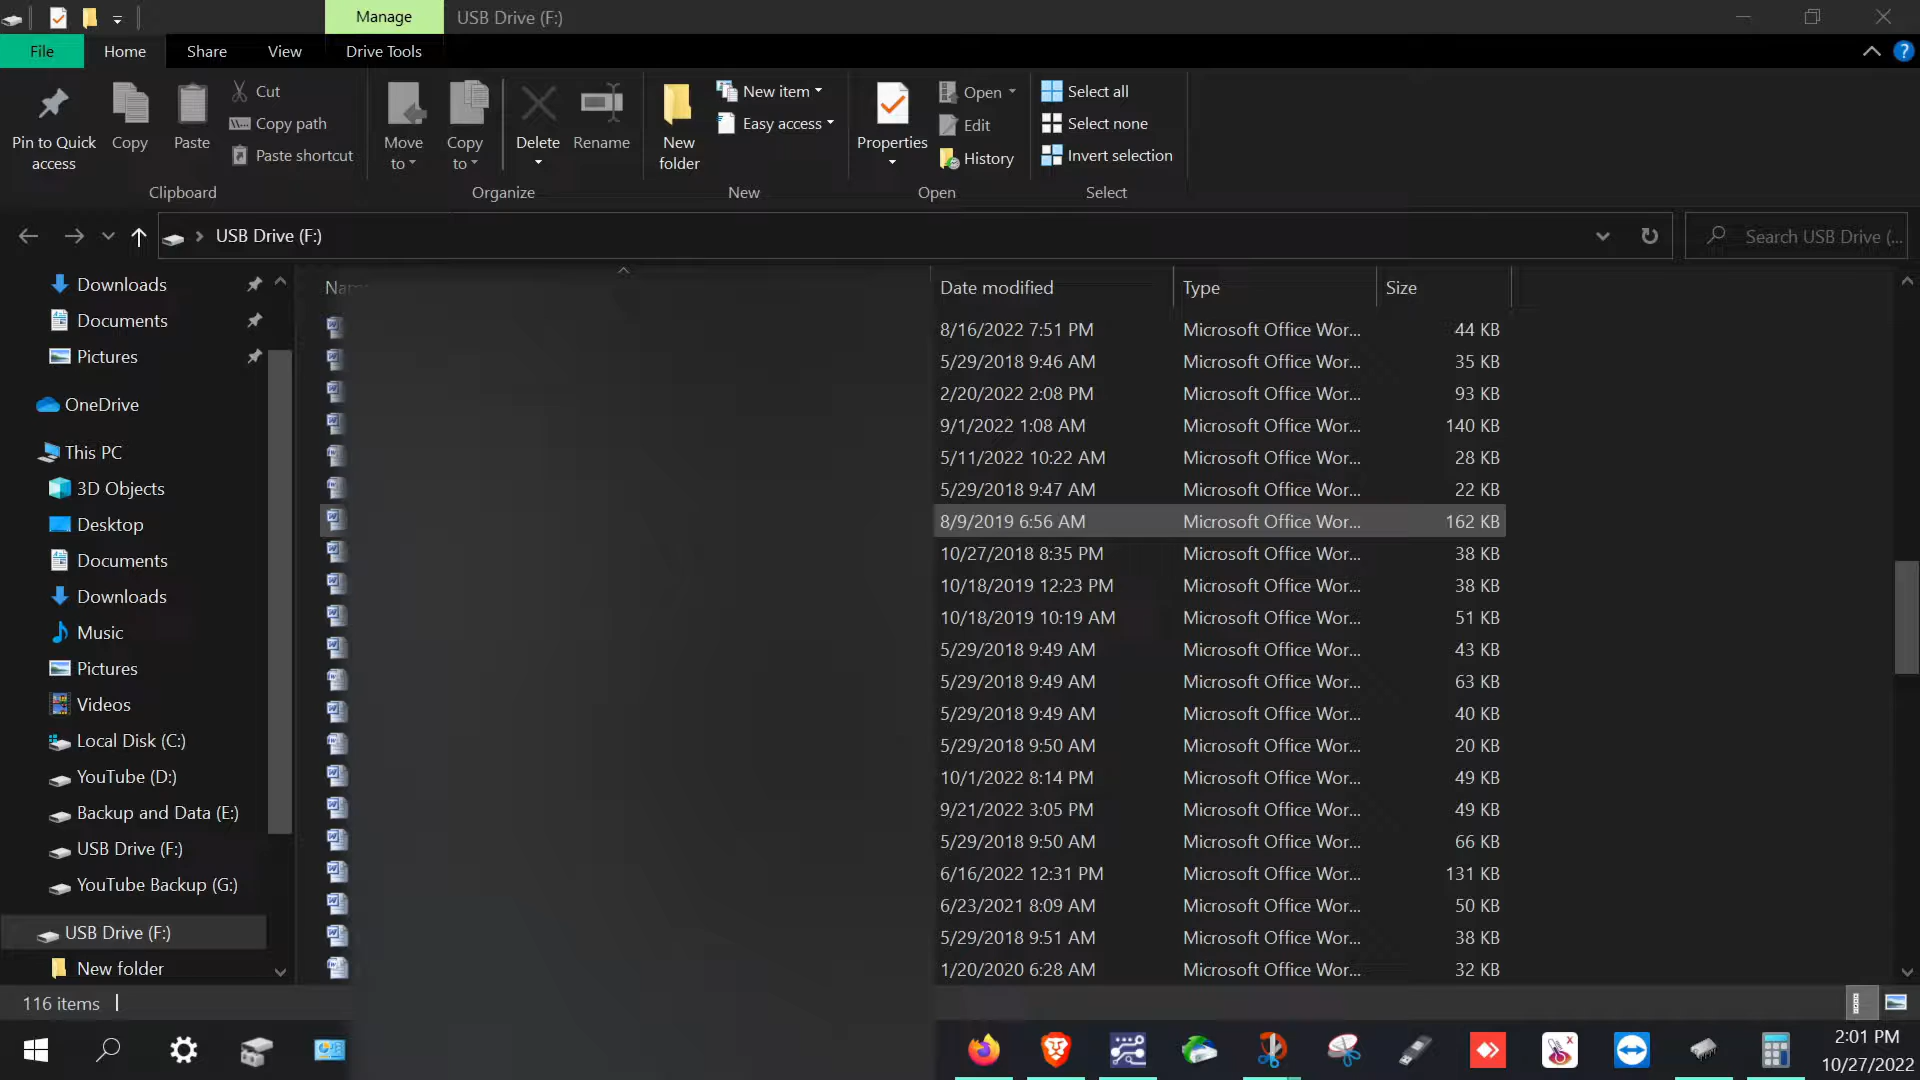 Manage
USB Drive (F:)
File
Home
Share
View
Drive Tools
Pin to Quick access
Copy
Paste
Cut
Copy path
Paste shortcut
Clipboard
Move to
Copy to
Delete
Rename
Organize
New folder
New item
Easy access
New
Properties
Open
Edit
History
Open
Select all
Select none
Invert selection
Select
USB Drive (F:)
Search USB Drive (...
Downloads
Documents
Pictures
OneDrive
This PC
3D Objects
Desktop
Documents
Downloads
Music
Pictures
Videos
Local Disk (C:)
YouTube (D:)
Backup and Data (E:)
USB Drive (F:)
YouTube Backup (G:)
USB Drive (F:)
New folder
Date modified Type Size
8/16/2022 7:51 PM Microsoft Office Wor... 44 KB
5/29/2018 9:46 AM Microsoft Office Wor... 35 KB
2/20/2022 2:08 PM Microsoft Office Wor... 93 KB
9/1/2022 1:08 AM Microsoft Office Wor... 140 KB
5/11/2022 10:22 AM Microsoft Office Wor... 28 KB
5/29/2018 9:47 AM Microsoft Office Wor... 22 KB
8/9/2019 6:56 AM Microsoft Office Wor... 162 KB
10/27/2018 8:35 PM Microsoft Office Wor... 38 KB
10/18/2019 12:23 PM Microsoft Office Wor... 38 KB
10/18/2019 10:19 AM Microsoft Office Wor... 51 KB
5/29/2018 9:49 AM Microsoft Office Wor... 43 KB
5/29/2018 9:49 AM Microsoft Office Wor... 63 KB
5/29/2018 9:49 AM Microsoft Office Wor... 40 KB
5/29/2018 9:50 AM Microsoft Office Wor... 20 KB
10/1/2022 8:14 PM Microsoft Office Wor... 49 KB
9/21/2022 3:05 PM Microsoft Office Wor... 49 KB
5/29/2018 9:50 AM Microsoft Office Wor... 66 KB
6/16/2022 12:31 PM Microsoft Office Wor... 131 KB
6/23/2021 8:09 AM Microsoft Office Wor... 50 KB
5/29/2018 9:51 AM Microsoft Office Wor... 38 KB
1/20/2020 6:28 AM Microsoft Office Wor... 32 KB
116 items
2:01 PM
10/27/2022